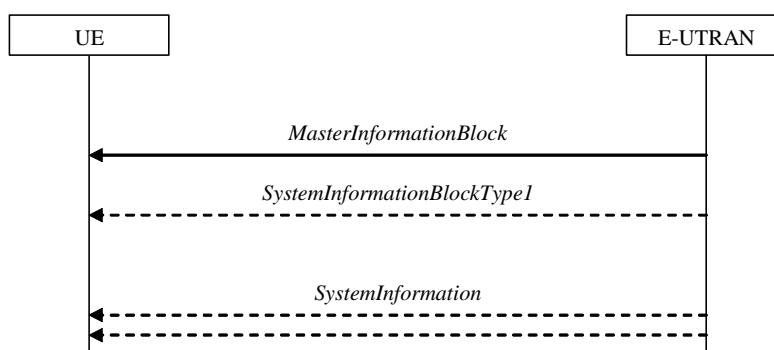 UE
E-UTRAN
MasterInformationBlock
SystemInformationBlockType1
SystemInformation